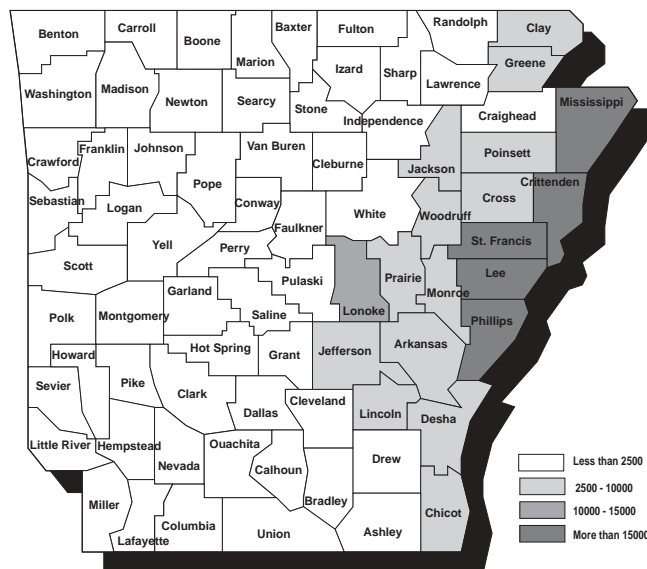 Benton
Carroll
Boone
Marion
Baxter
Fulton
Randolph
Clay
Greene
Washington
Madison
Newton
Searcy
Stone
Izard
Sharp
Lawrence
Independence
Craighead
Mississippi
Crawford
Franklin
Johnson
Van Buren
Cleburne
Jackson
Poinsett
Sebastian
Logan
Pope
Conway
Faulkner
White
Woodruff
Cross
Crittenden
Scott
Yell
Perry
Pulaski
Lonoke
Prairie
Monroe
St. Francis
Lee
Phillips
Polk
Montgomery
Garland
Saline
Hot Spring
Grant
Jefferson
Arkansas
Howard
Sevier
Pike
Clark
Dallas
Cleveland
Lincoln
Desha
Little River
Hempstead
Nevada
Ouachita
Calhoun
Bradley
Drew
Chicot
Miller
Lafayette
Columbia
Union
Ashley
Less than 2500
2500 - 10000
10000 - 15000
More than 15000